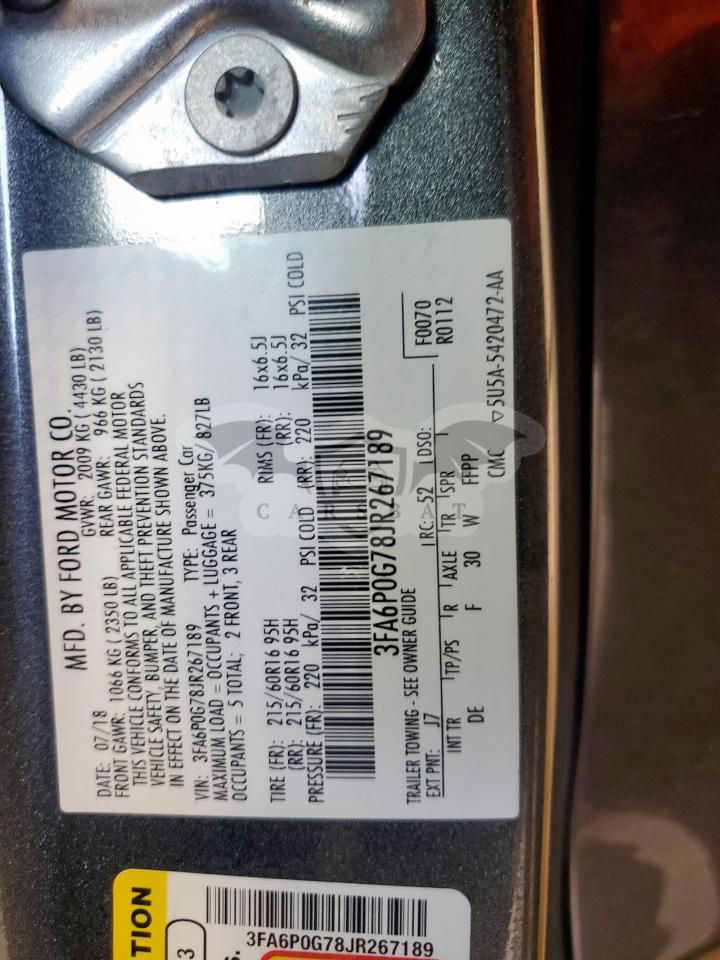 MFD. BY FORD MOTOR CO.
DATE: 07/18 GVWR: 2009 KG ( 4430 LB)
FRONT GAWR: 1066 KG ( 2350 LB) REAR GAWR: 966 KG ( 2130 LB)
THIS VEHICLE CONFORMS TO ALL APPLICABLE FEDERAL MOTOR
VEHICLE SAFETY, BUMPER, AND THEFT PREVENTION STANDARDS
IN EFFECT ON THE DATE OF MANUFACTURE SHOWN ABOVE.
VIN: 3FA6P0G78JR267189 TYPE: Passenger Car
MAXIMUM LOAD = OCCUPANTS + LUGGAGE = 375KG/ 827LB
OCCUPANTS = 5 TOTAL; 2 FRONT, 3 REAR
TIRE (FR): 215/60R16 95H RIMS (FR): 16x6.5J
(RR): 215/60R16 95H (RR): 16x6.5J
PRESSURE (FR): 220 kPa/ 32 PSI COLD (RR): 220 kPa/ 32 PSI COLD
3FA6P0G78JR267189
TRAILER TOWING - SEE OWNER GUIDE
F0070
R0112
EXT PNT: J7 RC: 52 DSO:
INT TR TP/PS R AXLE TR SPR
DE F 30 W FFPP
CMC ▽5U5A-5420472-AA
CAR BAT
TION
3
S.
3FA6P0G78JR267189